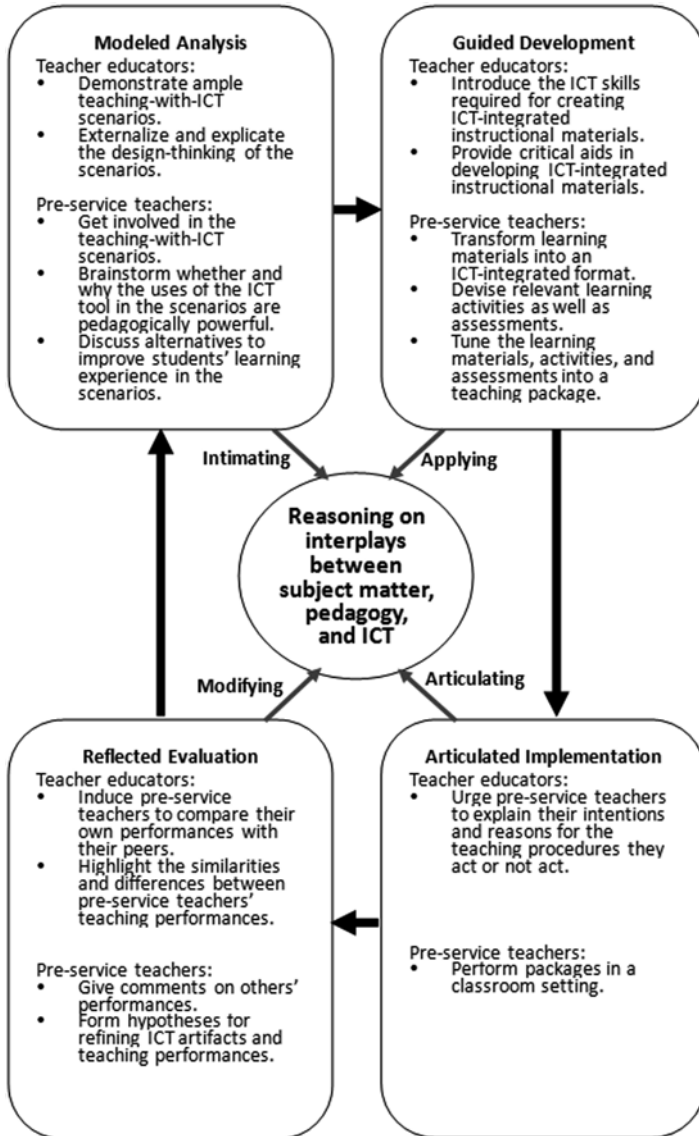 Modeled Analysis
Teacher educators:
• Demonstrate ample
teaching-with-ICT
scenarios.
• Externalize and explicate
the design-thinking of the
scenarios.
Pre-service teachers:
• Get involved in the
teaching-with-ICT
scenarios.
• Brainstorm whether and
why the uses of the ICT
tool in the scenarios are
pedagogically powerful.
• Discuss alternatives to
improve students’ learning
experience in the
scenarios.
Guided Development
Teacher educators:
• Introduce the ICT skills
required for creating
ICT-integrated
instructional materials.
• Provide critical aids in
developing ICT-integrated
instructional materials.
Pre-service teachers:
• Transform learning
materials into an
ICT-integrated format.
• Devise relevant learning
activities as well as
assessments.
• Tune the learning
materials, activities, and
assessments into a
teaching package.
Intimating
Applying
Reasoning on
interplays
between
subject matter,
pedagogy,
and ICT
Modifying
Articulating
Reflected Evaluation
Teacher educators:
• Induce pre-service
teachers to compare their
own performances with
their peers.
• Highlight the similarities
and differences between
pre-service teachers’
teaching performances.
Pre-service teachers:
• Give comments on others’
performances.
• Form hypotheses for
refining ICT artifacts and
teaching performances.
Articulated Implementation
Teacher educators:
• Urge pre-service teachers
to explain their intentions
and reasons for the
teaching procedures they
act or not act.
Pre-service teachers:
• Perform packages in a
classroom setting.